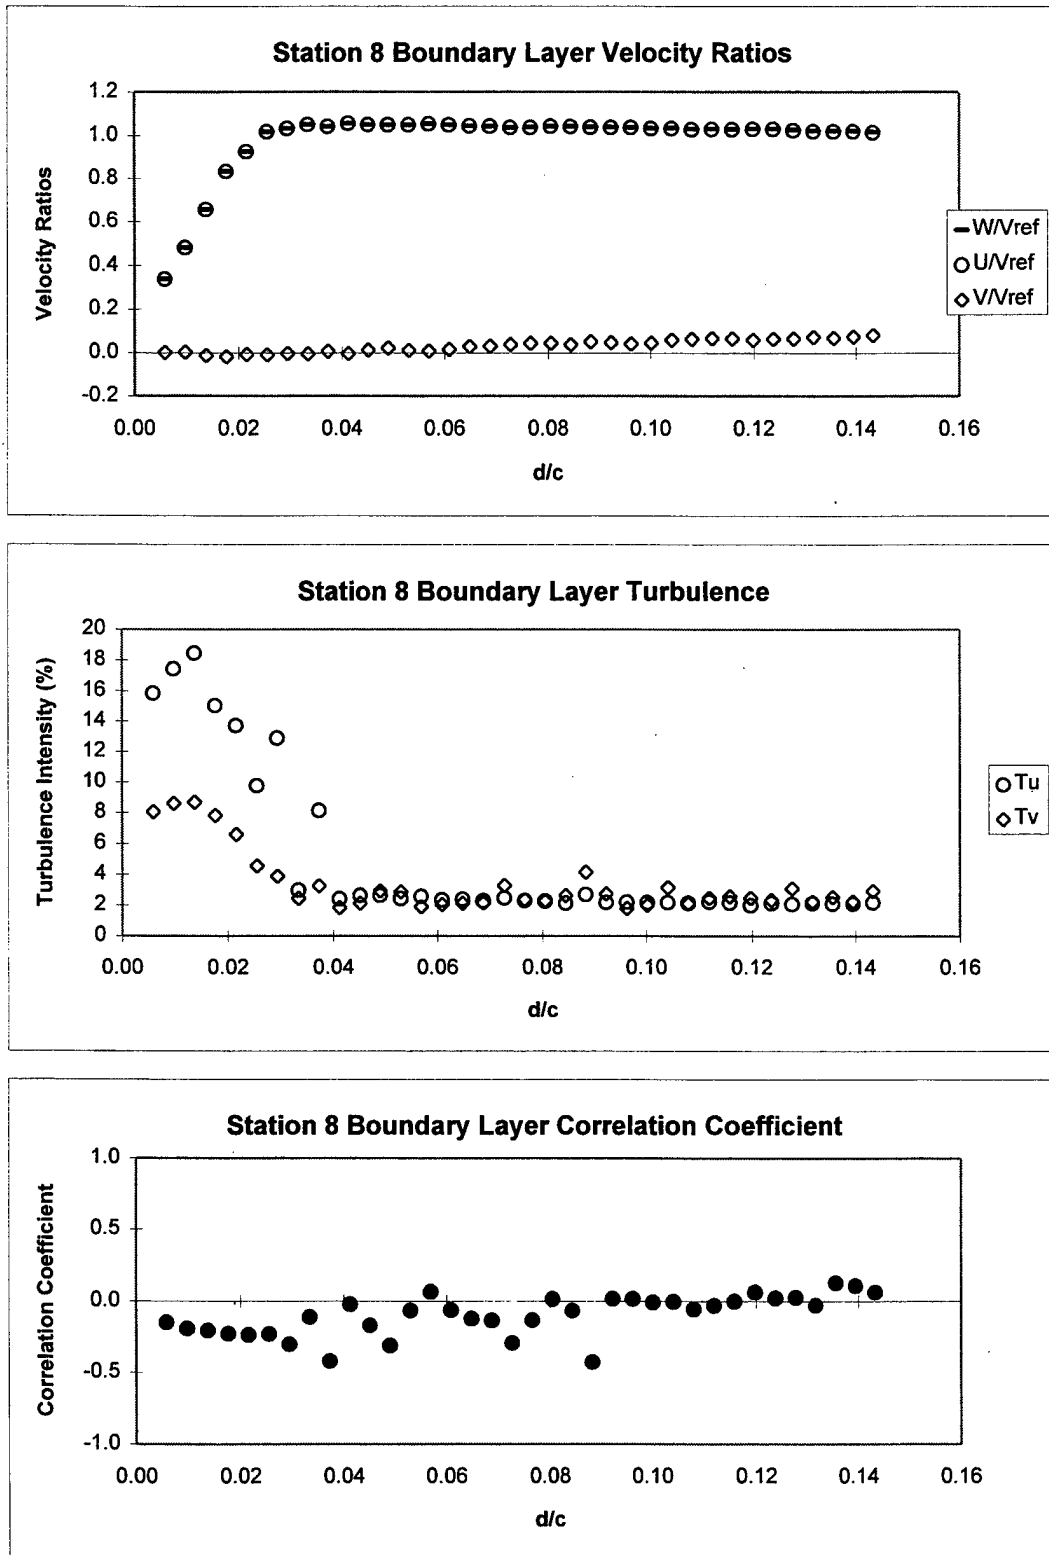 Station 8 Boundary Layer Velocity Ratios
1.2
1.0
0.8
0.6
0.4
0.2
0.0
-0.2
Velocity Ratios
0.00 0.02 0.04 0.06 0.08 0.10 0.12 0.14 0.16
d/c
W/Vref
U/Vref
V/Vref
Station 8 Boundary Layer Turbulence
20
18
16
14
12
10
8
6
4
2
0
Turbulence Intensity (%)
0.00 0.02 0.04 0.06 0.08 0.10 0.12 0.14 0.16
d/c
Tu
Tv
Station 8 Boundary Layer Correlation Coefficient
1.0
0.5
0.0
-0.5
-1.0
Correlation Coefficient
0.00 0.02 0.04 0.06 0.08 0.10 0.12 0.14 0.16
d/c